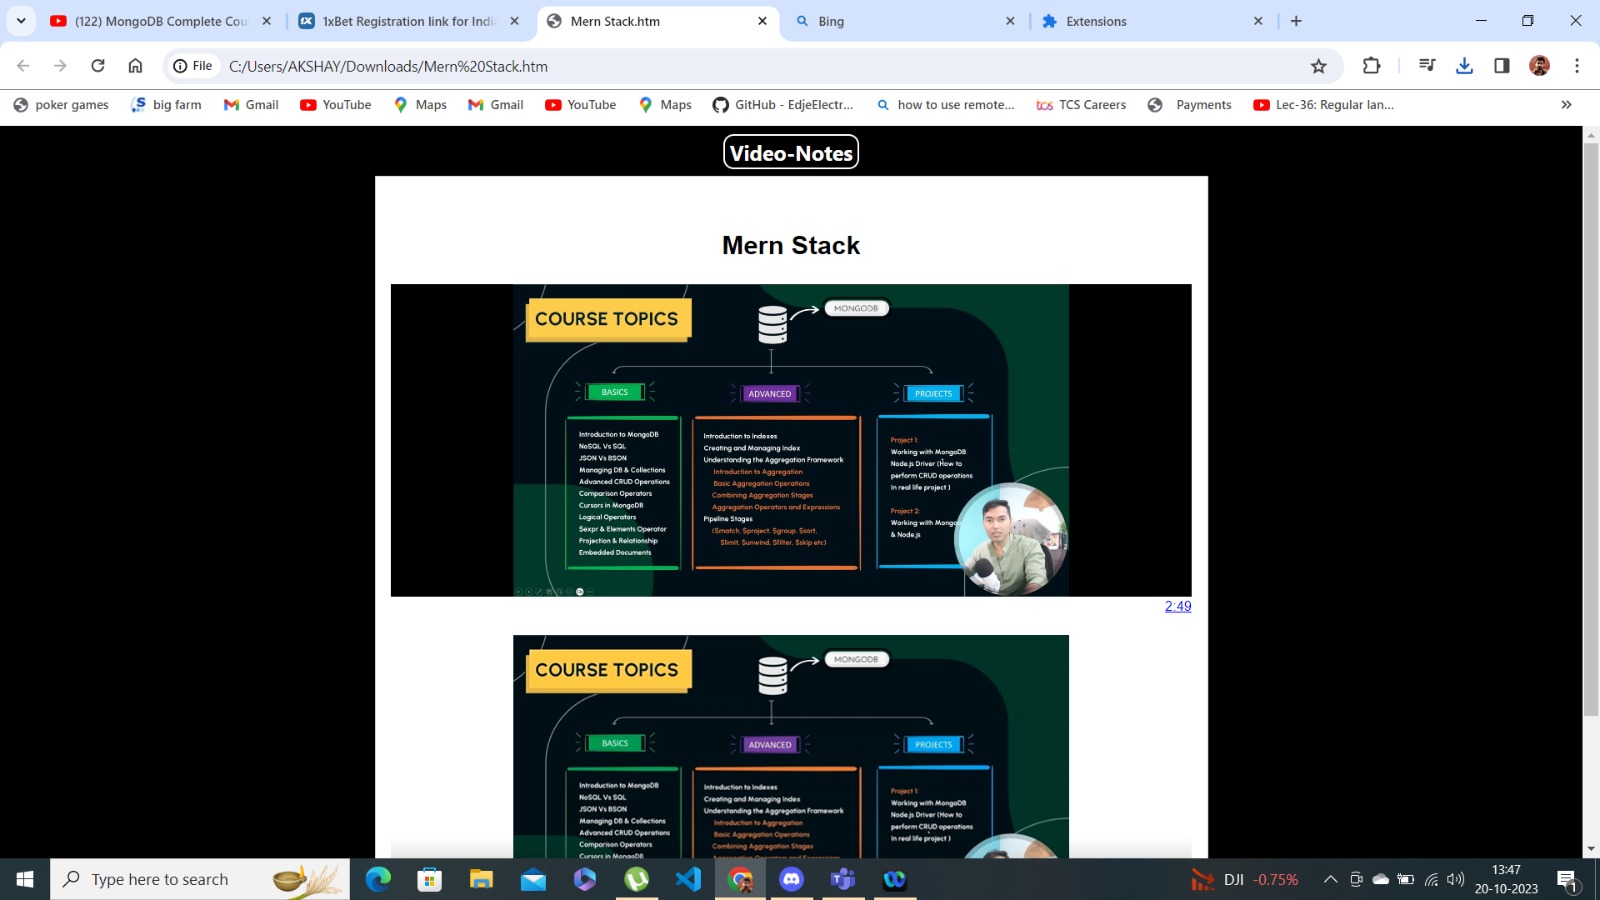 (122) MongoDB Complete Cou
1xBet Registration link for Indi
Mern Stack.htm
Bing
Extensions
File
C:/Users/AKSHAY/Downloads/Mern%20Stack.htm
poker games
big farm
Gmail
YouTube
Maps
Gmail
YouTube
Maps
GitHub - EdjeElectr...
how to use remote...
tcs TCS Careers
Payments
Lec-36: Regular lan...
»
Video-Notes
Mern Stack
COURSE TOPICS
MONGODB
BASICS
ADVANCED
PROJECTS
Introduction to MongoDB
NoSQL Vs SQL
JSON Vs BSON
Managing DB & Collections
Advanced CRUD Operations
Comparison Operators
Cursors in MongoDB
Logical Operators
$expr & Elements Operator
Projection & Relationship
Embedded Documents
Introduction to Indexes
Creating and Managing Index
Understanding the Aggregation Framework
Introduction to Aggregation
Basic Aggregation Operations
Combining Aggregation Stages
Aggregation Operators and Expressions
Pipeline Stages
($match, $project, $group, $sort,
$limit, $unwind, $filter, $skip etc)
Project 1:
Working with MongoDB
Node.js Driver (How to
perform CRUD operations
in real life project )
Project 2:
Working with Mongo
& Node.js
2:49
COURSE TOPICS
MONGODB
BASICS
ADVANCED
PROJECTS
Introduction to MongoDB
NoSQL Vs SQL
JSON Vs BSON
Managing DB & Collections
Advanced CRUD Operations
Comparison Operators
Cursors in MongoDB
Introduction to Indexes
Creating and Managing Index
Understanding the Aggregation Framework
Introduction to Aggregation
Basic Aggregation Operations
Combining Aggregation Stages
Aggregation Operators and Expressions
Project 1:
Working with MongoDB
Node.js Driver (How to
perform CRUD operations
in real life project )
Type here to search
DJI -0.75%
13:47
20-10-2023
1